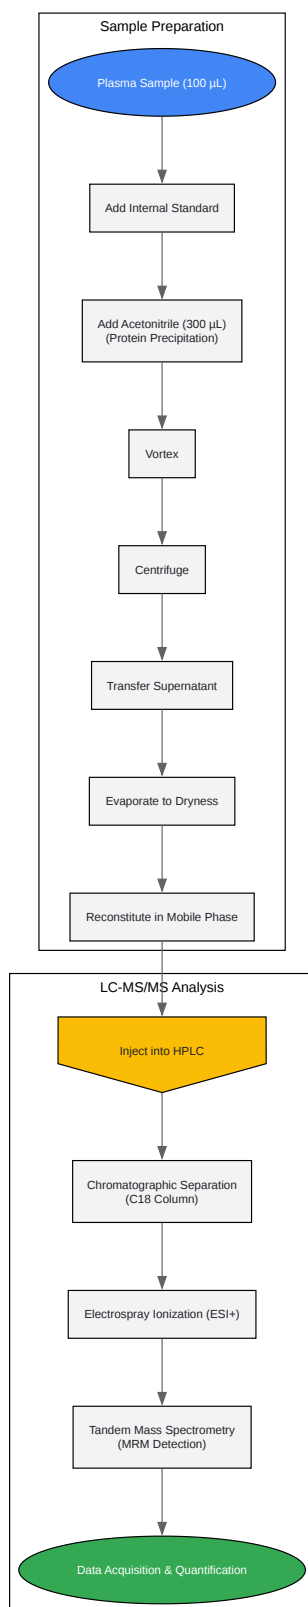 Sample Preparation
Plasma Sample (100 µL)
Add Internal Standard
Add Acetonitrile (300 µL)
(Protein Precipitation)
Vortex
Centrifuge
Transfer Supernatant
Evaporate to Dryness
Reconstitute in Mobile Phase
LC-MS/MS Analysis
Inject into HPLC
Chromatographic Separation
(C18 Column)
Electrospray Ionization (ESI+)
Tandem Mass Spectrometry
(MRM Detection)
Data Acquisition & Quantification